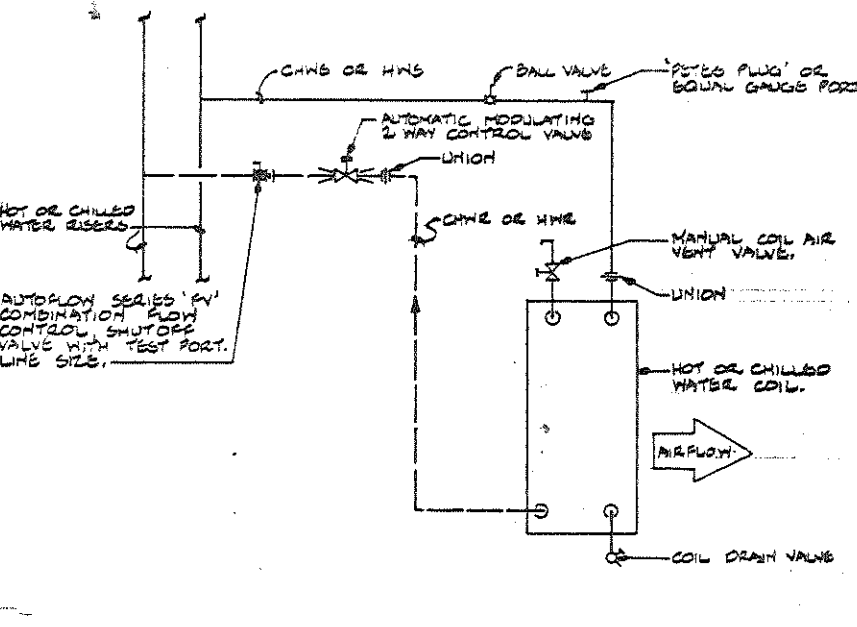 CHWS OR HWS
BALL VALVE
'PETES PLUG' OR
EQUAL GAUGE PORT
AUTOMATIC MODULATING
2 WAY CONTROL VALVE
UNION
HOT OR CHILLED
WATER RISERS
CHWR OR HWR
MANUAL COIL AIR
VENT VALVE.
UNION
AUTOFLOW SERIES 'FV'
COMBINATION FLOW
CONTROL, SHUTOFF
VALVE WITH TEST PORT.
LINE SIZE.
HOT OR CHILLED
WATER COIL.
AIRFLOW
COIL DRAIN VALVE